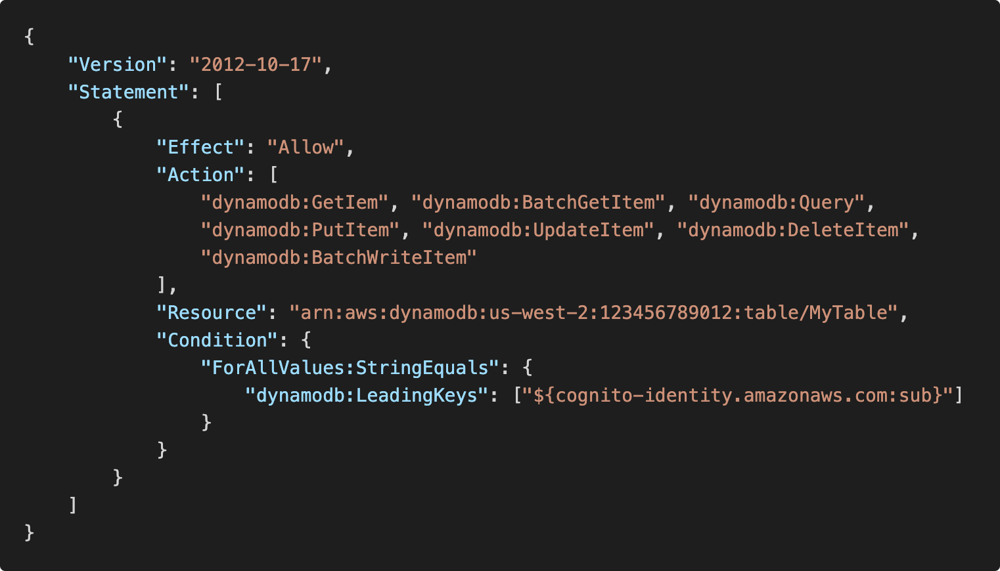 {
    "Version": "2012-10-17",
    "Statement": [
        {
            "Effect": "Allow",
            "Action": [
                "dynamodb:GetIem", "dynamodb:BatchGetItem", "dynamodb:Query",
                "dynamodb:PutItem", "dynamodb:UpdateItem", "dynamodb:DeleteItem",
                "dynamodb:BatchWriteItem"
            ],
            "Resource": "arn:aws:dynamodb:us-west-2:123456789012:table/MyTable",
            "Condition": {
                "ForAllValues:StringEquals": {
                    "dynamodb:LeadingKeys": ["${cognito-identity.amazonaws.com:sub}"]
                }
            }
        }
    ]
}